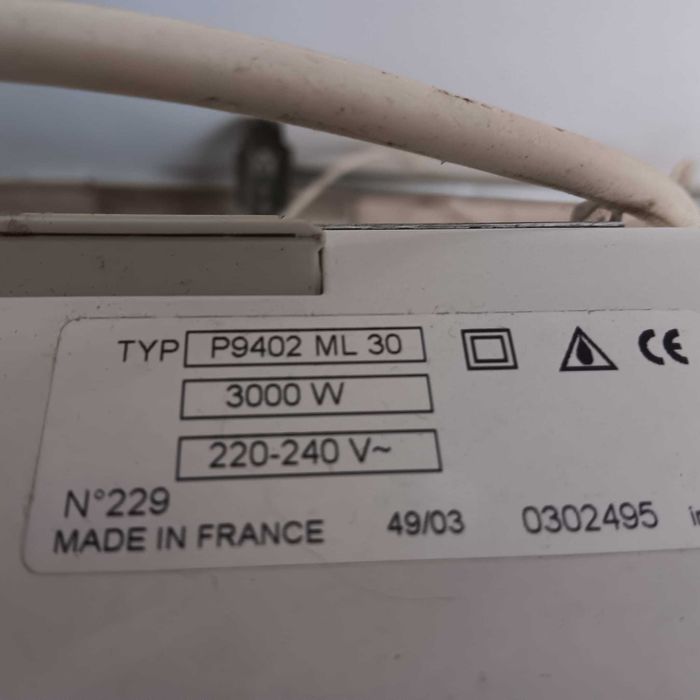 TYP P9402 ML 30
3000 W
220-240 V~
N°229
MADE IN FRANCE 49/03 0302495
CE